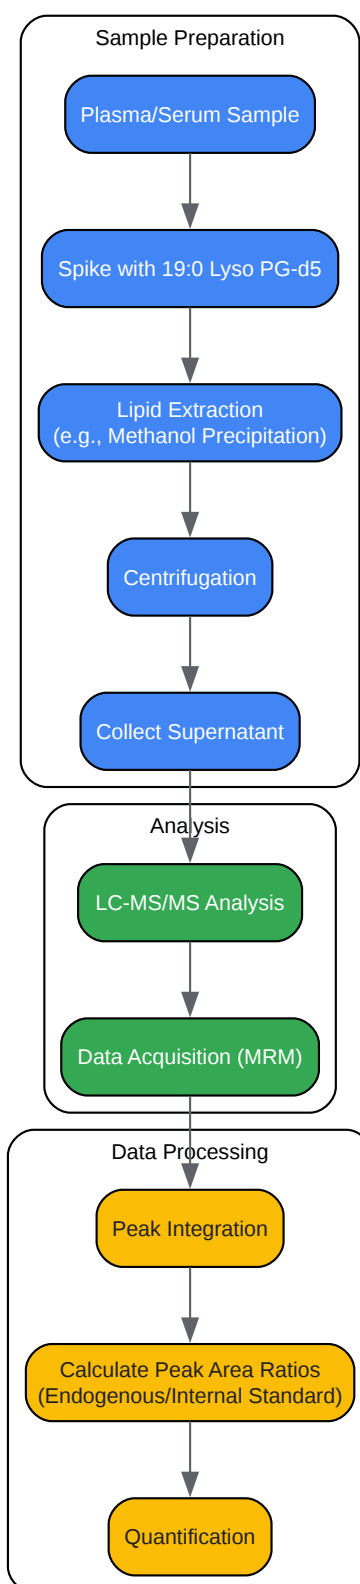 Sample Preparation
Plasma/Serum Sample
Spike with 19:0 Lyso PG-d5
Lipid Extraction
(e.g., Methanol Precipitation)
Centrifugation
Collect Supernatant
Analysis
LC-MS/MS Analysis
Data Acquisition (MRM)
Data Processing
Peak Integration
Calculate Peak Area Ratios
(Endogenous/Internal Standard)
Quantification